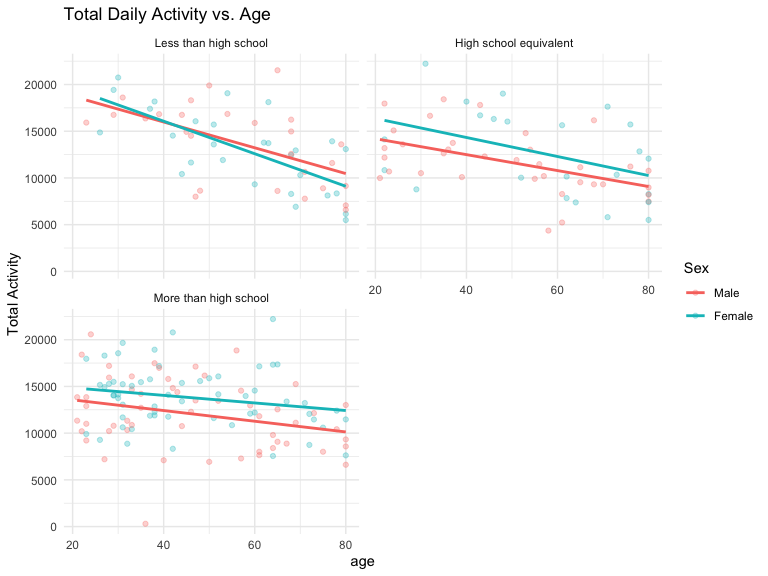 Total Daily Activity vs. Age
Less than high school
High school equivalent
20000
15000
10000
5000
0
20 40 60 80
More than high school
20000
15000
10000
5000
0
20 40 60 80
age
Total Activity
Sex
Male
Female